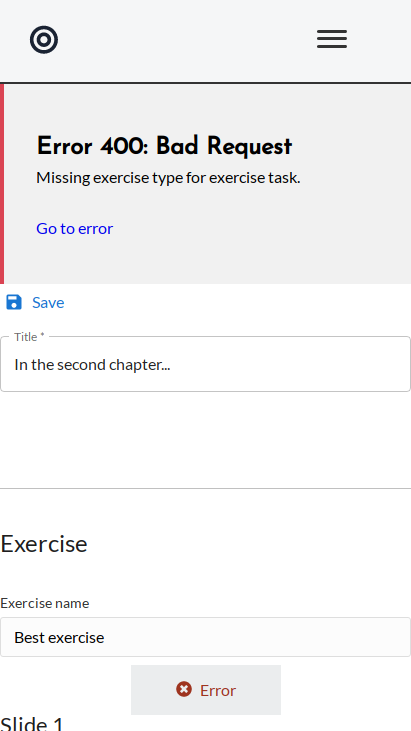 Error 400: Bad Request
Missing exercise type for exercise task.
Go to error
Save
Title *
In the second chapter...
Exercise
Exercise name
Best exercise
Error
Slide 1